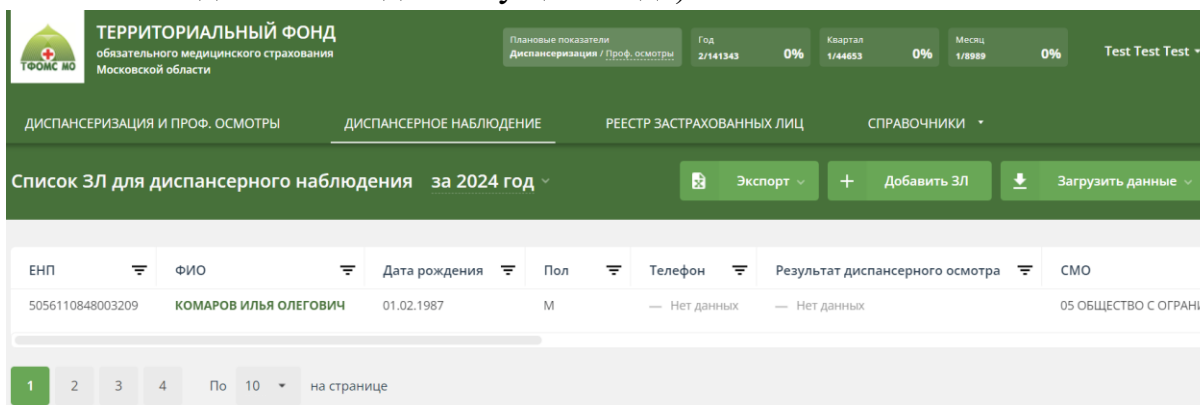 ТЕРРИТОРИАЛЬНЫЙ ФОНД
обязательного медицинского страхования
Московской области
ТФОМС МО
Плановые показатели
Диспансеризация / Проф. осмотры
Год
2/141343 0%
Квартал
1/44653 0%
Месяц
1/8989 0%
Test Test Test
ДИСПАНСЕРИЗАЦИЯ И ПРОФ. ОСМОТРЫ ДИСПАНСЕРНОЕ НАБЛЮДЕНИЕ РЕЕСТР ЗАСТРАХОВАННЫХ ЛИЦ СПРАВОЧНИКИ
Список ЗЛ для диспансерного наблюдения за 2024 год Экспорт + Добавить ЗЛ Загрузить данные
ЕНП ФИО Дата рождения Пол Телефон Результат диспансерного осмотра СМО
5056110848003209 КОМАРОВ ИЛЬЯ ОЛЕГОВИЧ 01.02.1987 М — Нет данных — Нет данных 05 ОБЩЕСТВО С ОГРАНИ
1 2 3 4 По 10 на странице